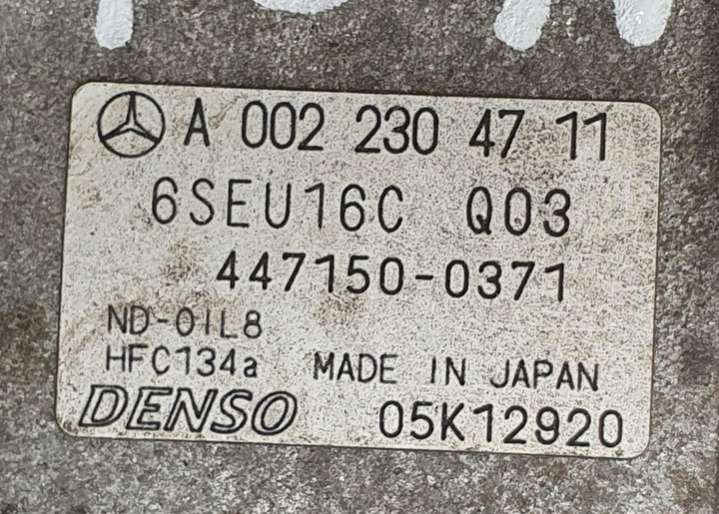 A 002 230 47 11
6SEU16C Q03
447150-0371
ND-OIL8
HFC134a MADE IN JAPAN
DENSO 05K12920